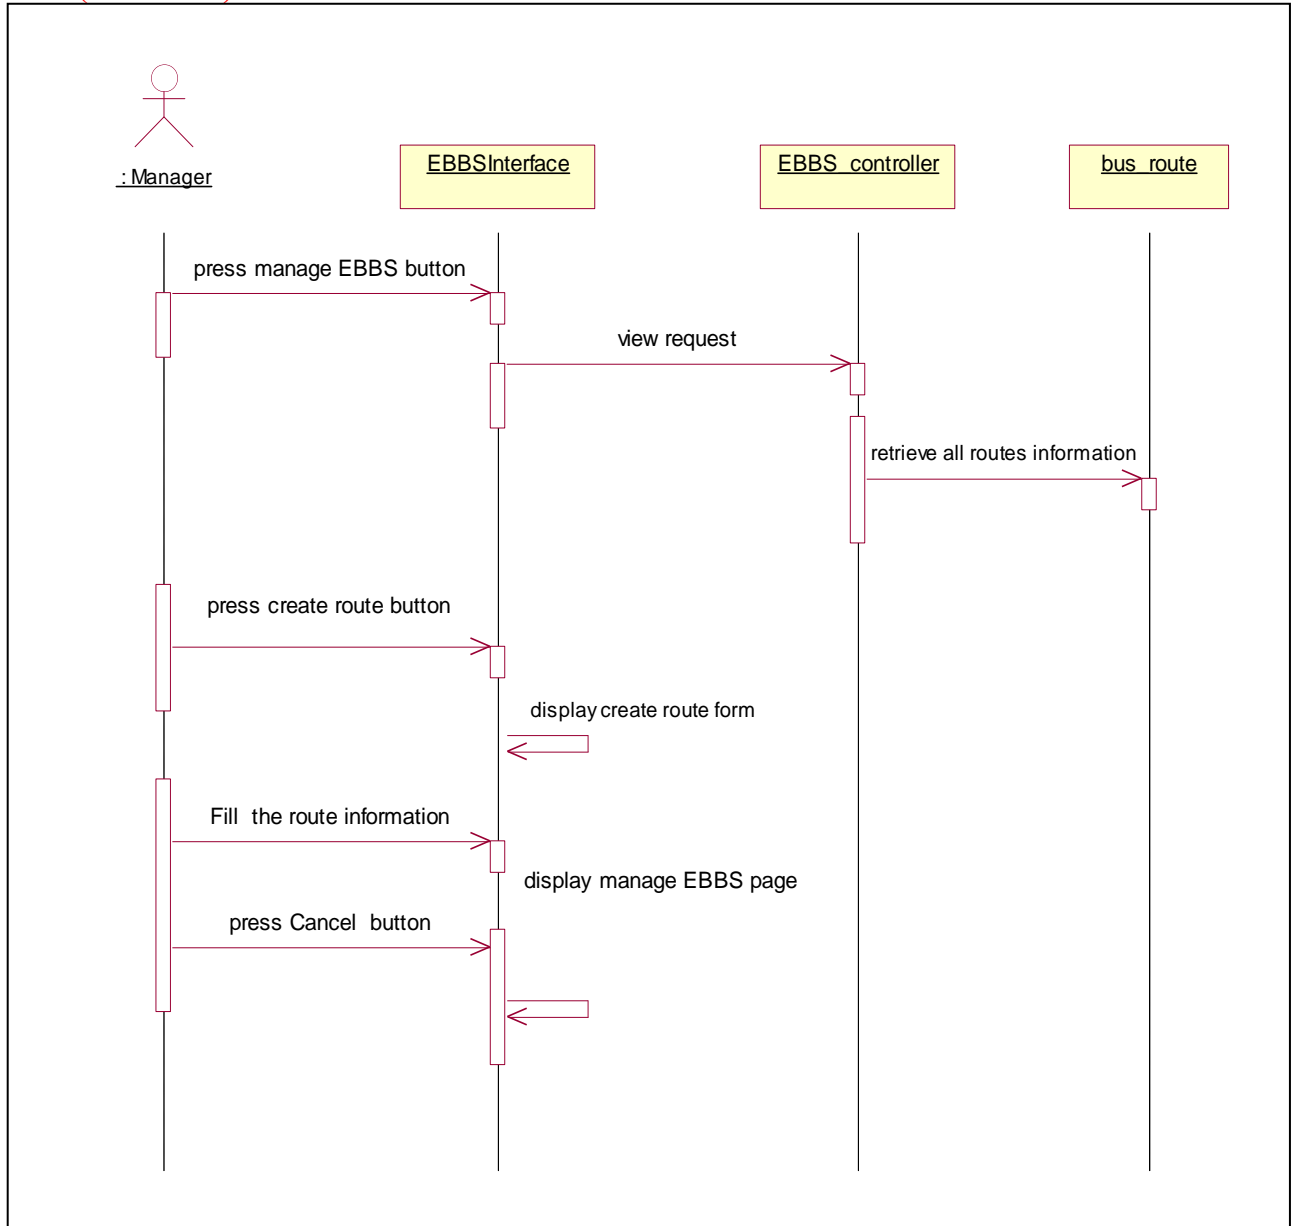 : Manager
EBBSInterface
EBBS_controller
bus_route
press manage EBBS button
view request
retrieve all routes information
press create route button
display create route form
Fill the route information
display manage EBBS page
press Cancel button